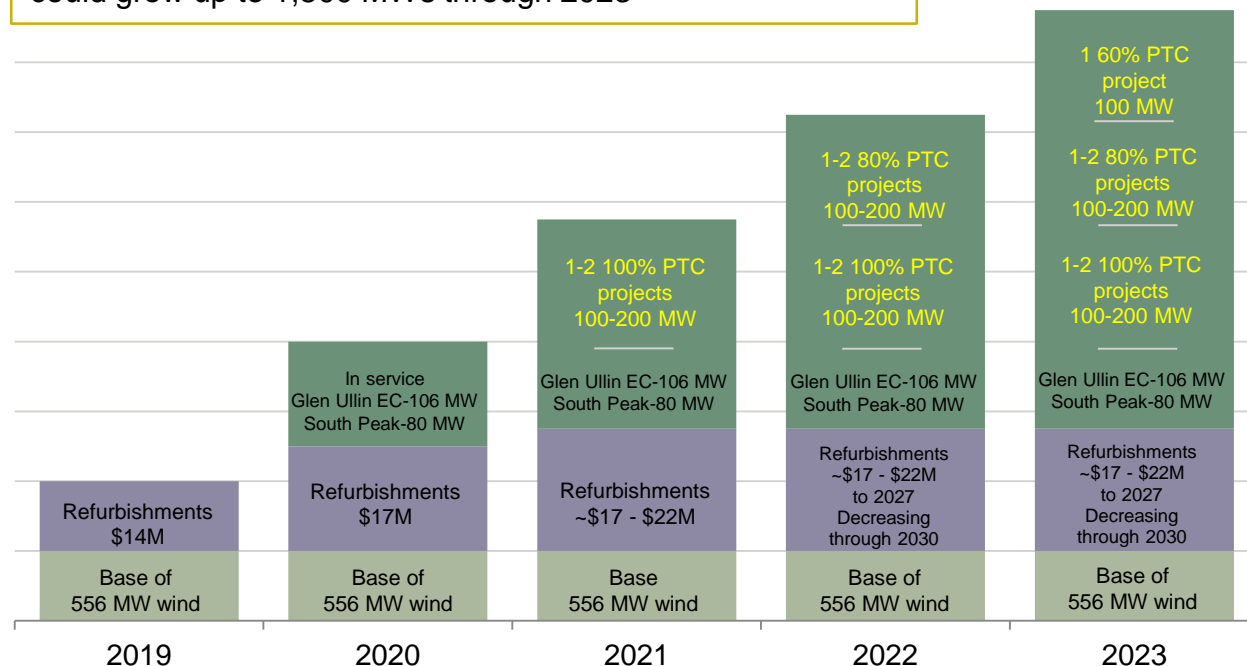 could grow up to MW's through 2023
Refurbishments
$14M
Base of
556 MW wind
2019
In service
Glen Ullin EC-106 MW
South Peak-80 MW
Refurbishments
$17M
Base of
556 MW wind
2020
1-2 100% PTC
projects
100-200 MW
Glen Ullin EC-106 MW
South Peak-80 MW
Refurbishments
~$17 - $22M
Base
556 MW wind
2021
1-2 80% PTC
projects
100-200 MW
1-2 100% PTC
projects
100-200 MW
Glen Ullin EC-106 MW
South Peak-80 MW
Refurbishments
~$17 - $22M
to 2027
Decreasing
through 2030
Base of
556 MW wind
2022
1 60% PTC
project
100 MW
1-2 80% PTC
projects
100-200 MW
1-2 100% PTC
projects
100-200 MW
Glen Ullin EC-106 MW
South Peak-80 MW
Refurbishments
~$17 - $22M
to 2027
Decreasing
through 2030
Base of
556 MW wind
2023